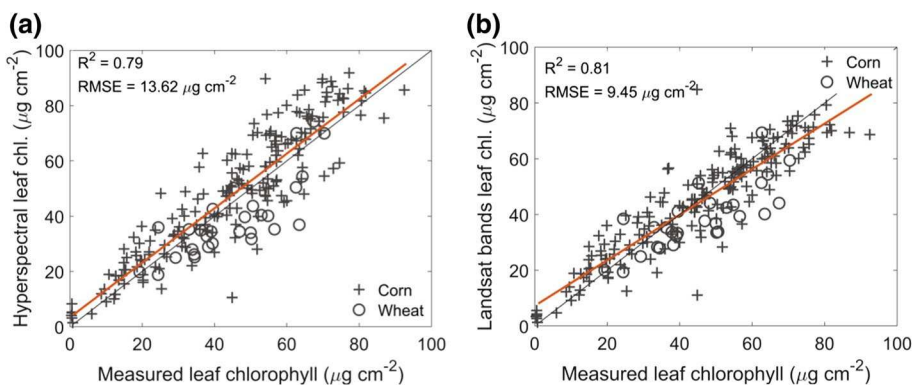 (a)
R² = 0.79
RMSE = 13.62 μg cm⁻²
Hyperspectral leaf chl. (μg cm⁻²)
100
80
60
40
20
0
Corn
Wheat
0 20 40 60 80 100
Measured leaf chlorophyll (μg cm⁻²)
(b)
R² = 0.81
RMSE = 9.45 μg cm⁻²
Corn
Wheat
Landsat bands leaf chl. (μg cm⁻²)
100
80
60
40
20
0
0 20 40 60 80 100
Measured leaf chlorophyll (μg cm⁻²)